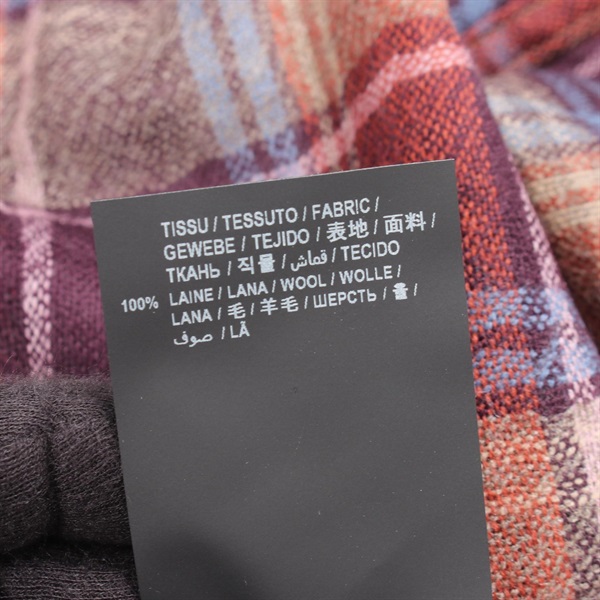 TISSU / TESSUTO / FABRIC /
GEWEBE / TEJIDO / 表地 / 面料 /
ТКАНЬ / 직물 / قماش / TECIDO
100% LAINE / LANA / WOOL / WOLLE /
LANA / 毛 / 羊毛 / ШЕРСТЬ / 울 /
صوف / LÃ